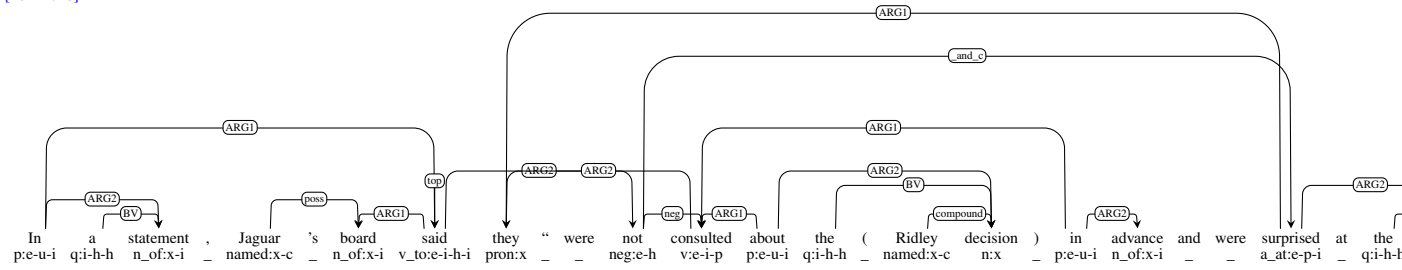 ARG1
_and_c
ARG1 ARG1
top ARG2 ARG2 ARG2 ARG2
ARG2 poss BV
BV ARG1 neg ARG1 compound ARG2
In a statement , Jaguar 's board said they “ were not consulted about the ( Ridley decision ) in advance and were surprised at the
p:e-u-i q:i-h-h n_of:x-i _ named:x-c _ n_of:x-i v_to:e-i-h-i pron:x _ _ neg:e-h v:e-i-p p:e-u-i q:i-h-h _ named:x-c n:x _ p:e-u-i n_of:x-i _ _ a_at:e-p-i _ q:i-h-h